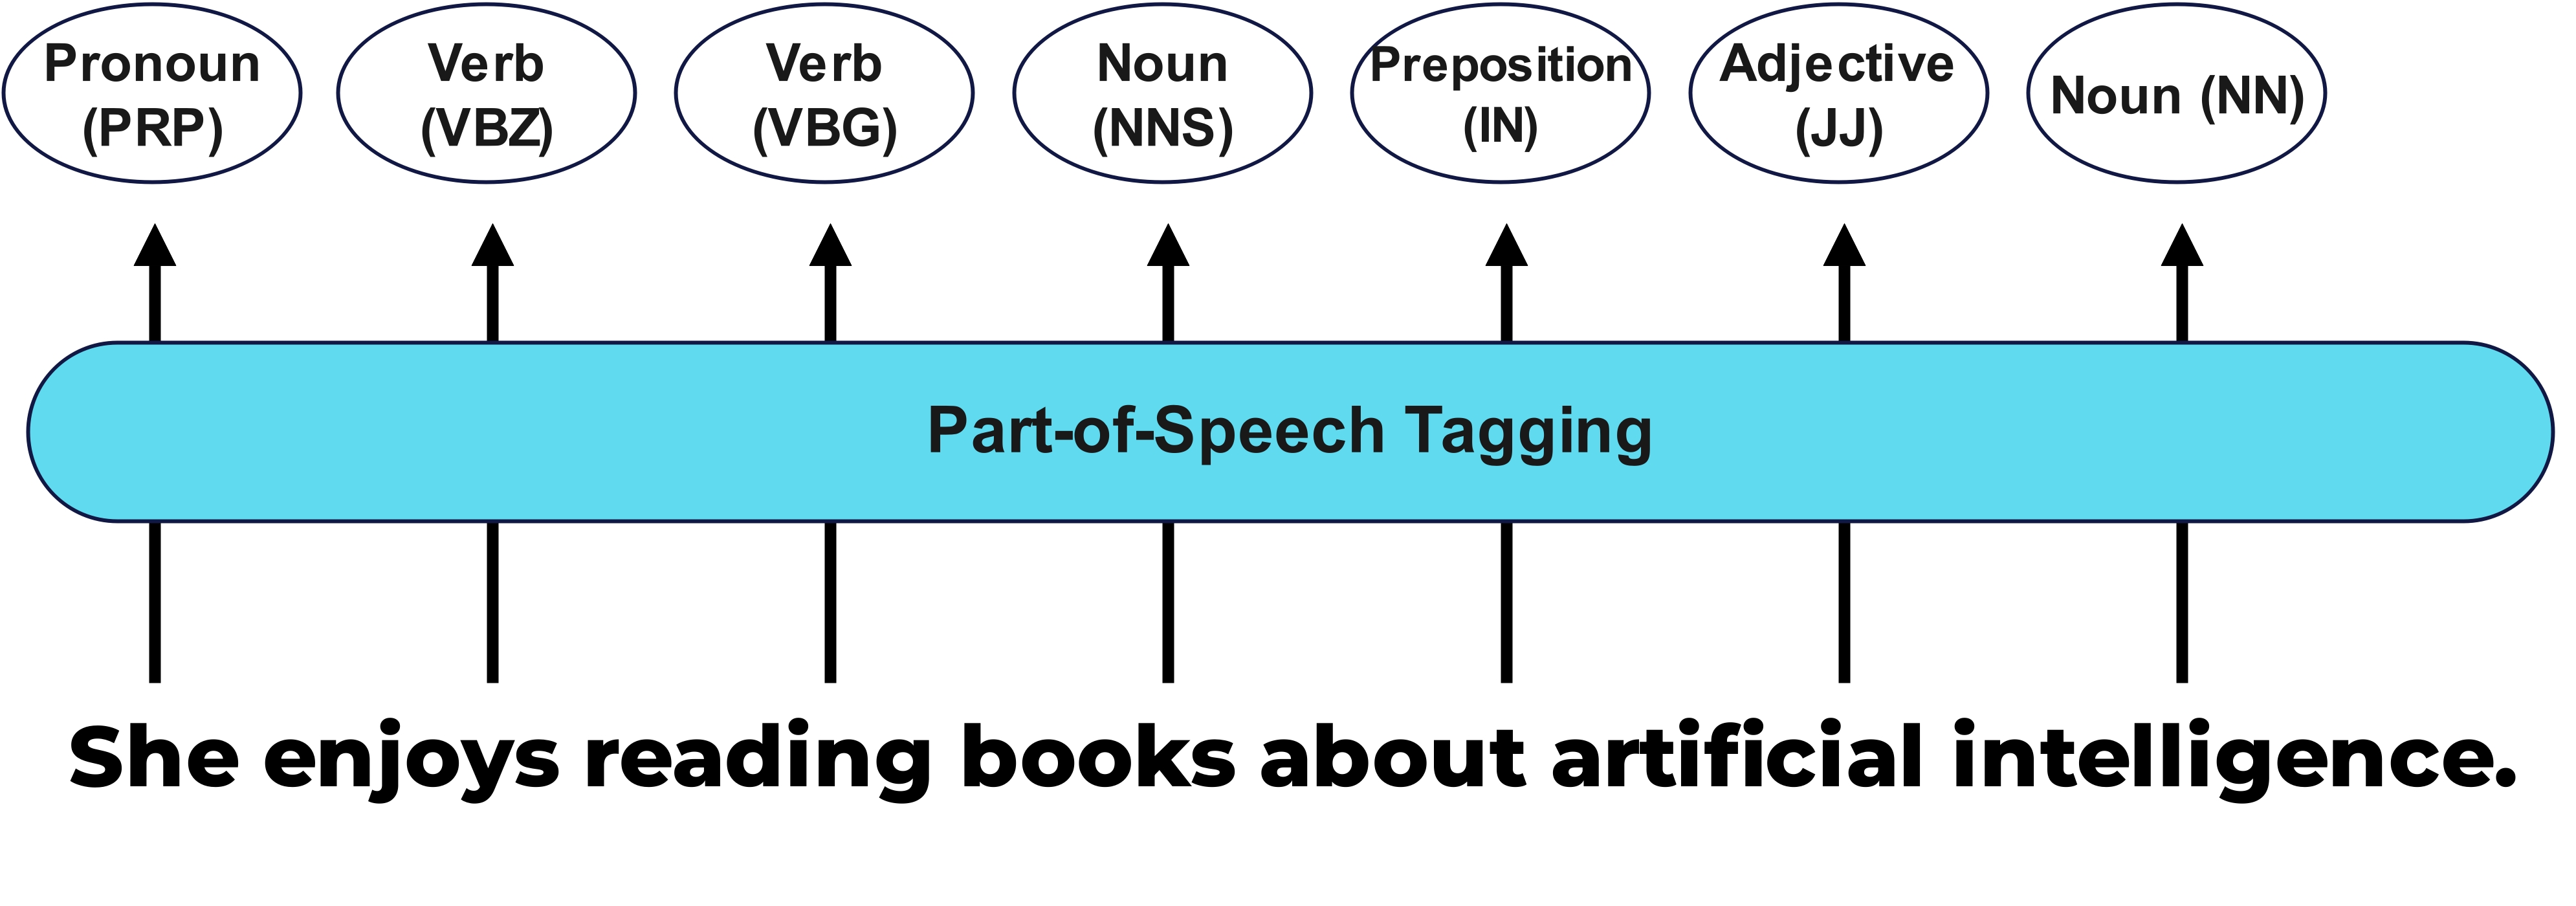 Pronoun
(PRP)
Verb
(VBZ)
Verb
(VBG)
Noun
(NNS)
Preposition
(IN)
Adjective
(JJ)
Noun (NN)
Part-of-Speech Tagging
She enjoys reading books about artificial intelligence.